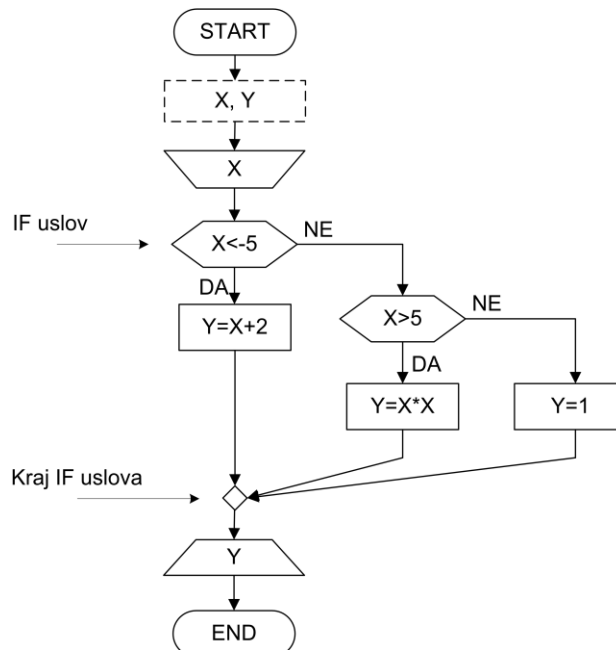 START
X, Y
X
IF uslov
X<-5
NE
DA
Y=X+2
X>5
NE
DA
Y=X*X
Y=1
Kraj IF uslova
Y
END